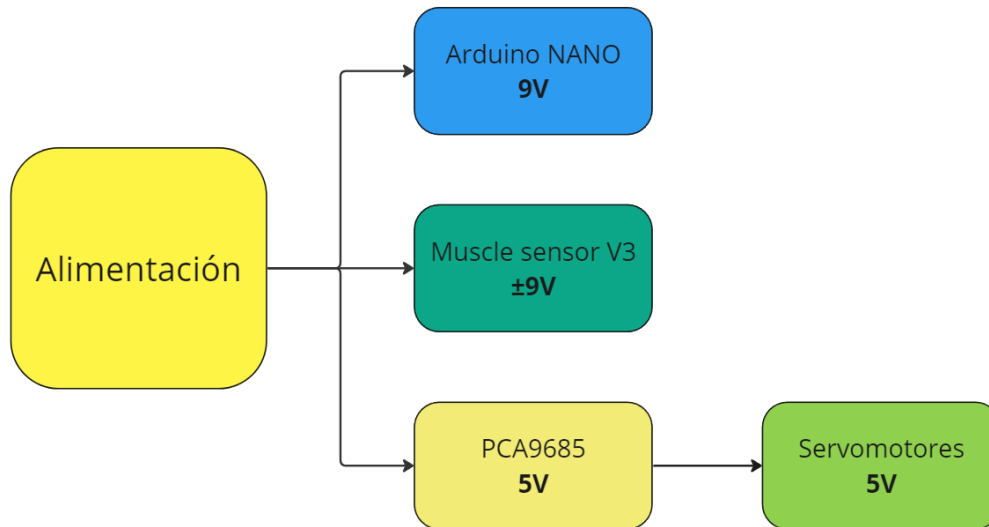 Arduino NANO
9V
Alimentación
Muscle sensor V3
±9V
PCA9685
5V
Servomotores
5V